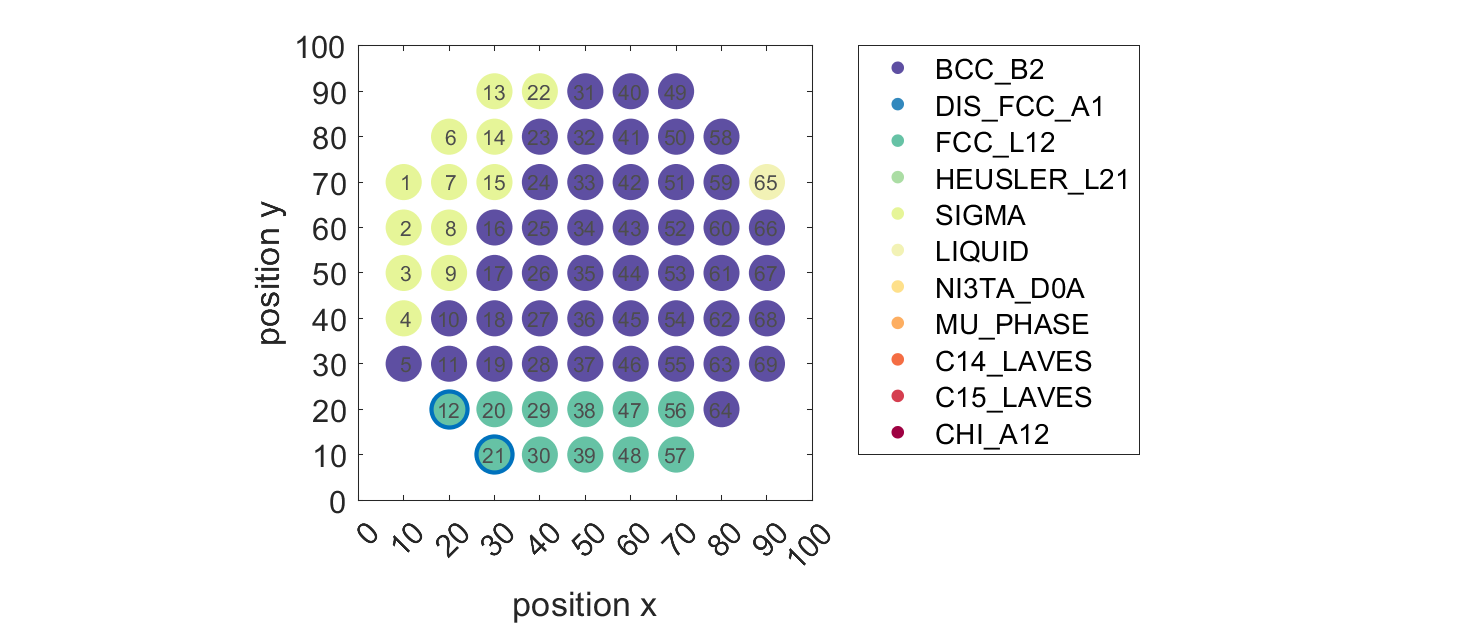 100
90
80
70
60
50
40
30
20
10
0
position y
13 22 31 40 49
6 14 23 32 41 50 58
1 7 15 24 33 42 51 59 65
2 8 16 25 34 43 52 60 66
3 9 17 26 35 44 53 61 67
4 10 18 27 36 45 54 62 68
5 11 19 28 37 46 55 63 69
12 20 29 38 47 56 64
21 30 39 48 57
0 10 20 30 40 50 60 70 80 90 100
position x
BCC_B2
DIS_FCC_A1
FCC_L12
HEUSLER_L21
SIGMA
LIQUID
NI3TA_D0A
MU_PHASE
C14_LAVES
C15_LAVES
CHI_A12